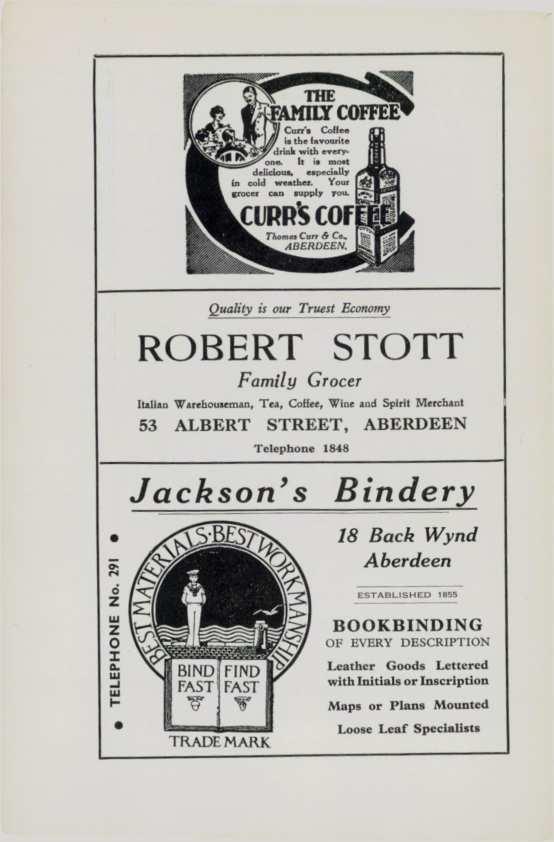 THE
FAMILY COFFEE
Curr's Coffee
is the favourite
drink with every-
one. It is most
delicious, especially
in cold weather. Your
grocer can supply you.
CURR'S COFFEE
Thomas Curr & Co.,
ABERDEEN.
Quality is our Truest Economy
ROBERT STOTT
Family Grocer
Italian Warehouseman, Tea, Coffee, Wine and Spirit Merchant
53 ALBERT STREET, ABERDEEN
Telephone 1848
Jackson's Bindery
● TELEPHONE No. 291 ●
BEST MATERIALS·BEST WORKMANSHIP
BIND FAST
FIND FAST
TRADE MARK
18 Back Wynd
Aberdeen
ESTABLISHED 1855
BOOKBINDING
OF EVERY DESCRIPTION
Leather Goods Lettered
with Initials or Inscription
Maps or Plans Mounted
Loose Leaf Specialists